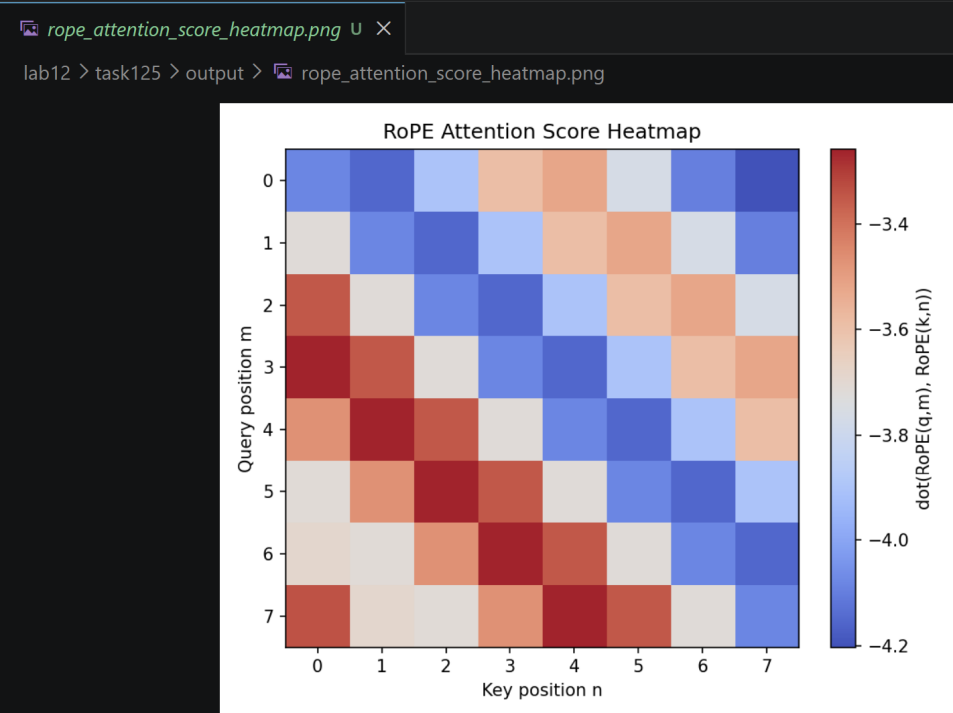 rope_attention_score_heatmap.png U
lab12 > task125 > output > rope_attention_score_heatmap.png
RoPE Attention Score Heatmap
0
1
2
3
4
5
6
7
Query position m
0 1 2 3 4 5 6 7
Key position n
−3.4
−3.6
−3.8
−4.0
−4.2
dot(RoPE(q,m), RoPE(k,n))